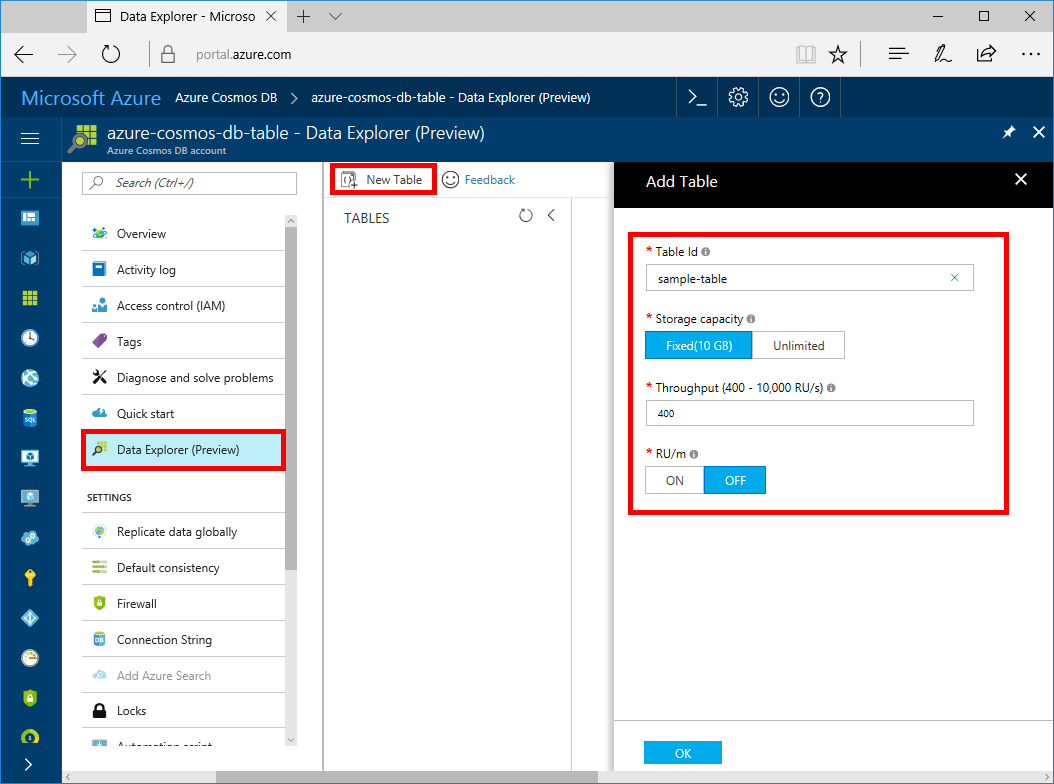 Data Explorer - Microso
portal.azure.com
Microsoft Azure Azure Cosmos DB > azure-cosmos-db-table - Data Explorer (Preview)
azure-cosmos-db-table - Data Explorer (Preview)
Azure Cosmos DB account
Search (Ctrl+/)
Overview
Activity log
Access control (IAM)
Tags
Diagnose and solve problems
Quick start
Data Explorer (Preview)
SETTINGS
Replicate data globally
Default consistency
Firewall
Connection String
Add Azure Search
Locks
Automation script
New Table
Feedback
TABLES
Add Table
* Table Id
sample-table
* Storage capacity
Fixed(10 GB) Unlimited
* Throughput (400 - 10,000 RU/s)
400
* RU/m
ON OFF
OK
SQL
DB